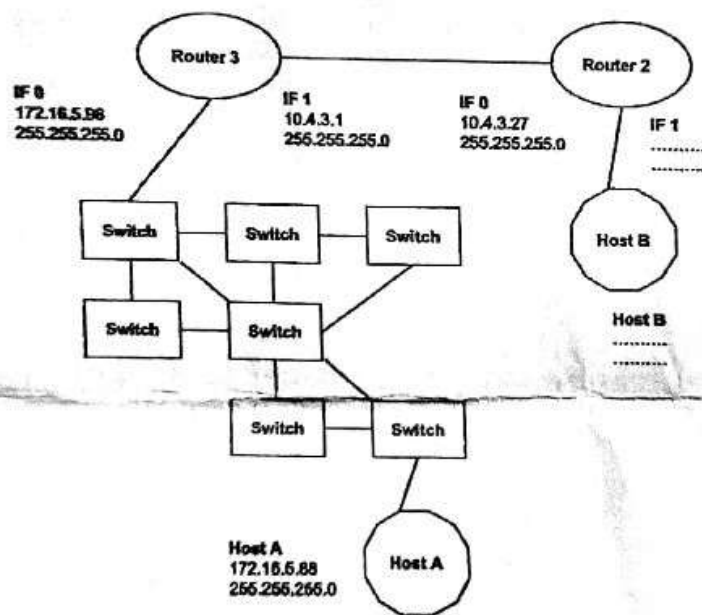 Router 3
Router 2
IF 0
172.16.5.98
255.255.255.0
IF 1
10.4.3.1
255.255.255.0
IF 0
10.4.3.27
255.255.255.0
IF 1
Switch
Switch
Switch
Host B
Switch
Switch
Host B
Switch
Switch
Host A
172.16.5.88
255.255.255.0
Host A